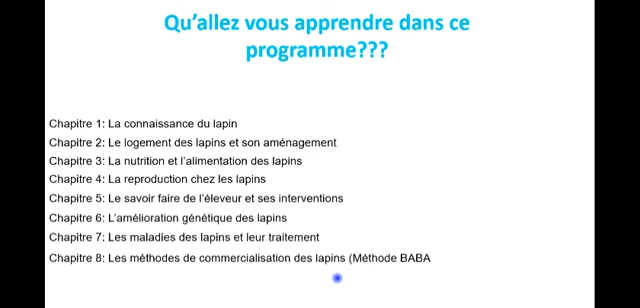 Qu’allez vous apprendre dans ce
programme???
Chapitre 1: La connaissance du lapin
Chapitre 2: Le logement des lapins et son aménagement
Chapitre 3: La nutrition et l’alimentation des lapins
Chapitre 4: La reproduction chez les lapins
Chapitre 5: Le savoir faire de l’éleveur et ses interventions
Chapitre 6: L’amélioration génétique des lapins
Chapitre 7: Les maladies des lapins et leur traitement
Chapitre 8: Les méthodes de commercialisation des lapins (Méthode BABA